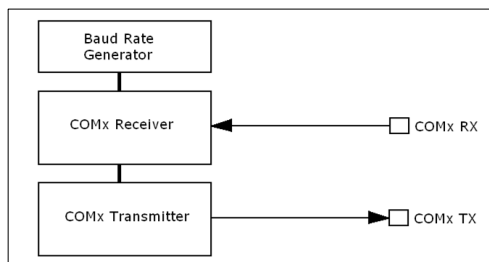 Baud Rate
Generator
COMx Receiver
COMx RX
COMx Transmitter
COMx TX